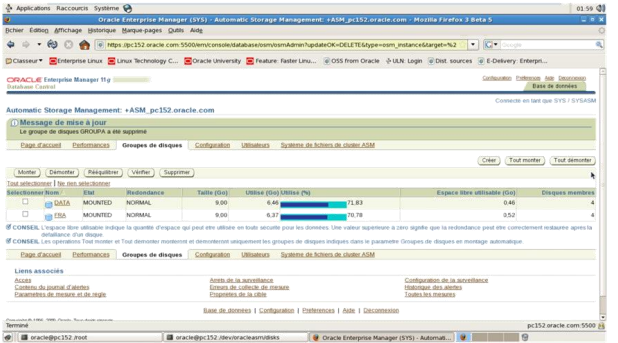 Applications Raccourcis Système 01:59
Oracle Enterprise Manager (SYS) - Automatic Storage Management: +ASM_pc152.oracle.com - Mozilla Firefox 3 Beta 5
Fichier Edition Affichage Historique Marque-pages Outils Aide
https://pc152.oracle.com:5500/em/console/database/osm/osmAdmin?updateOK=DELETE&type=osm_instance&target=%2 Google
Classeur Enterprise Linux Linux Technology C... Oracle University Feature: Faster Linu... OSS from Oracle ULN: Login Dist. sources E-Delivery: Enterpri...
ORACLE Enterprise Manager 11g Configuration Préférences Aide Déconnexion
Database Control Base de données
Connecté en tant que SYS / SYSASM
Automatic Storage Management: +ASM_pc152.oracle.com
Message de mise à jour
Le groupe de disques GROUPA a été supprimé
Page d'accueil Performances Groupes de disques Configuration Utilisateurs Système de fichiers de cluster ASM
Créer Tout monter Tout démonter
Monter Démonter Rééquilibrer Vérifier Supprimer
Tout sélectionner | Ne rien sélectionner
Sélectionner Nom Etat Redondance Taille (Go) Utilisé (Go) Utilisé (%) Espace libre utilisable (Go) Disques membres
DATA MOUNTED NORMAL 9,00 6,46 71,83 0,46 4
FRA MOUNTED NORMAL 9,00 6,37 70,78 0,52 4
CONSEIL L'espace libre utilisable indique la quantité d'espace qui peut être utilisée en toute sécurité pour les données. Une valeur supérieure à zéro signifie que la redondance peut être correctement restaurée après la
défaillance d'un disque.
CONSEIL Les opérations Tout monter et Tout démonter monteront et démonteront uniquement les groupes de disques indiqués dans le paramètre Groupes de disques en montage automatique.
Page d'accueil Performances Groupes de disques Configuration Utilisateurs Système de fichiers de cluster ASM
Liens associés
Accès Arrêts de la surveillance Configuration de la surveillance
Contenu du journal d'alertes Erreurs de collecte de mesure Historique des alertes
Paramètres de mesure et de règle Propriétés de la cible Toutes les mesures
Base de données | Configuration | Préférences | Aide | Déconnexion
Terminé pc152.oracle.com:5500
oracle@pc152:/root oracle@pc152:/dev/oracleasm/disks Oracle Enterprise Manager (SYS) - Automati...